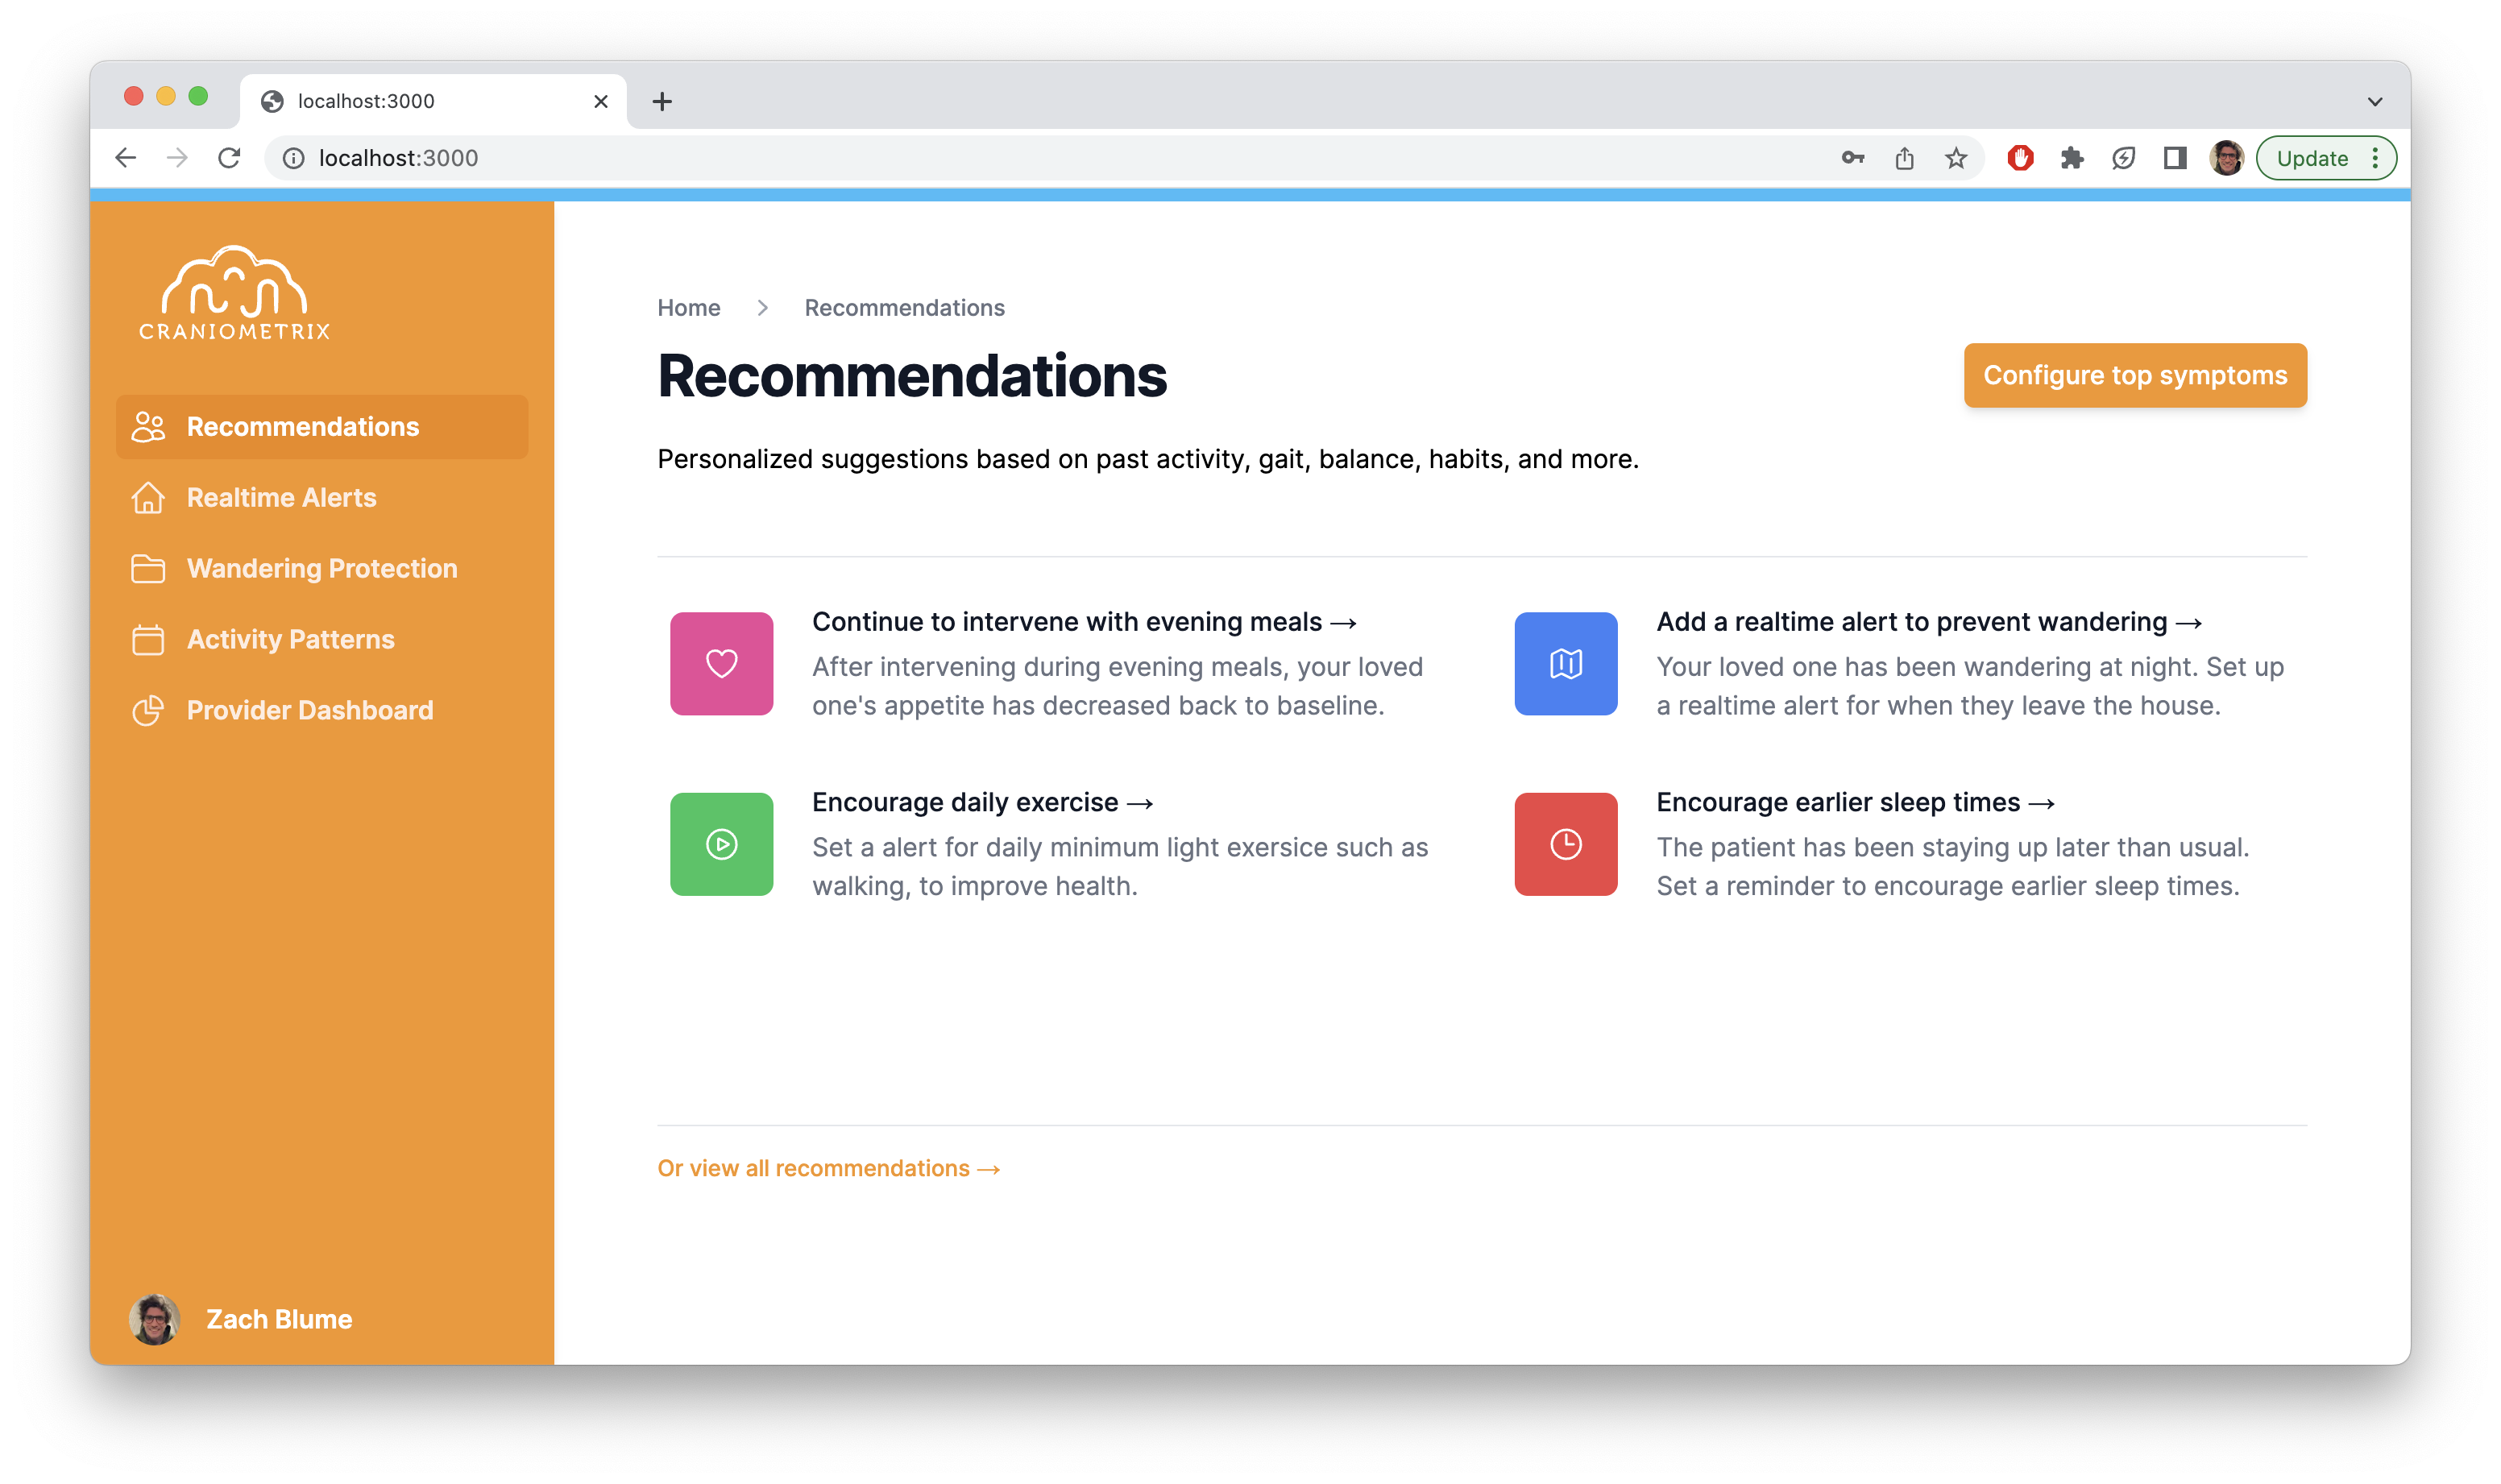 localhost:3000
localhost:3000
Update
CRANIOMETRIX
Recommendations
Realtime Alerts
Wandering Protection
Activity Patterns
Provider Dashboard
Zach Blume
Home > Recommendations
Recommendations
Configure top symptoms
Personalized suggestions based on past activity, gait, balance, habits, and more.
Continue to intervene with evening meals →
After intervening during evening meals, your loved
one's appetite has decreased back to baseline.
Add a realtime alert to prevent wandering →
Your loved one has been wandering at night. Set up
a realtime alert for when they leave the house.
Encourage daily exercise →
Set a alert for daily minimum light exersice such as
walking, to improve health.
Encourage earlier sleep times →
The patient has been staying up later than usual.
Set a reminder to encourage earlier sleep times.
Or view all recommendations →